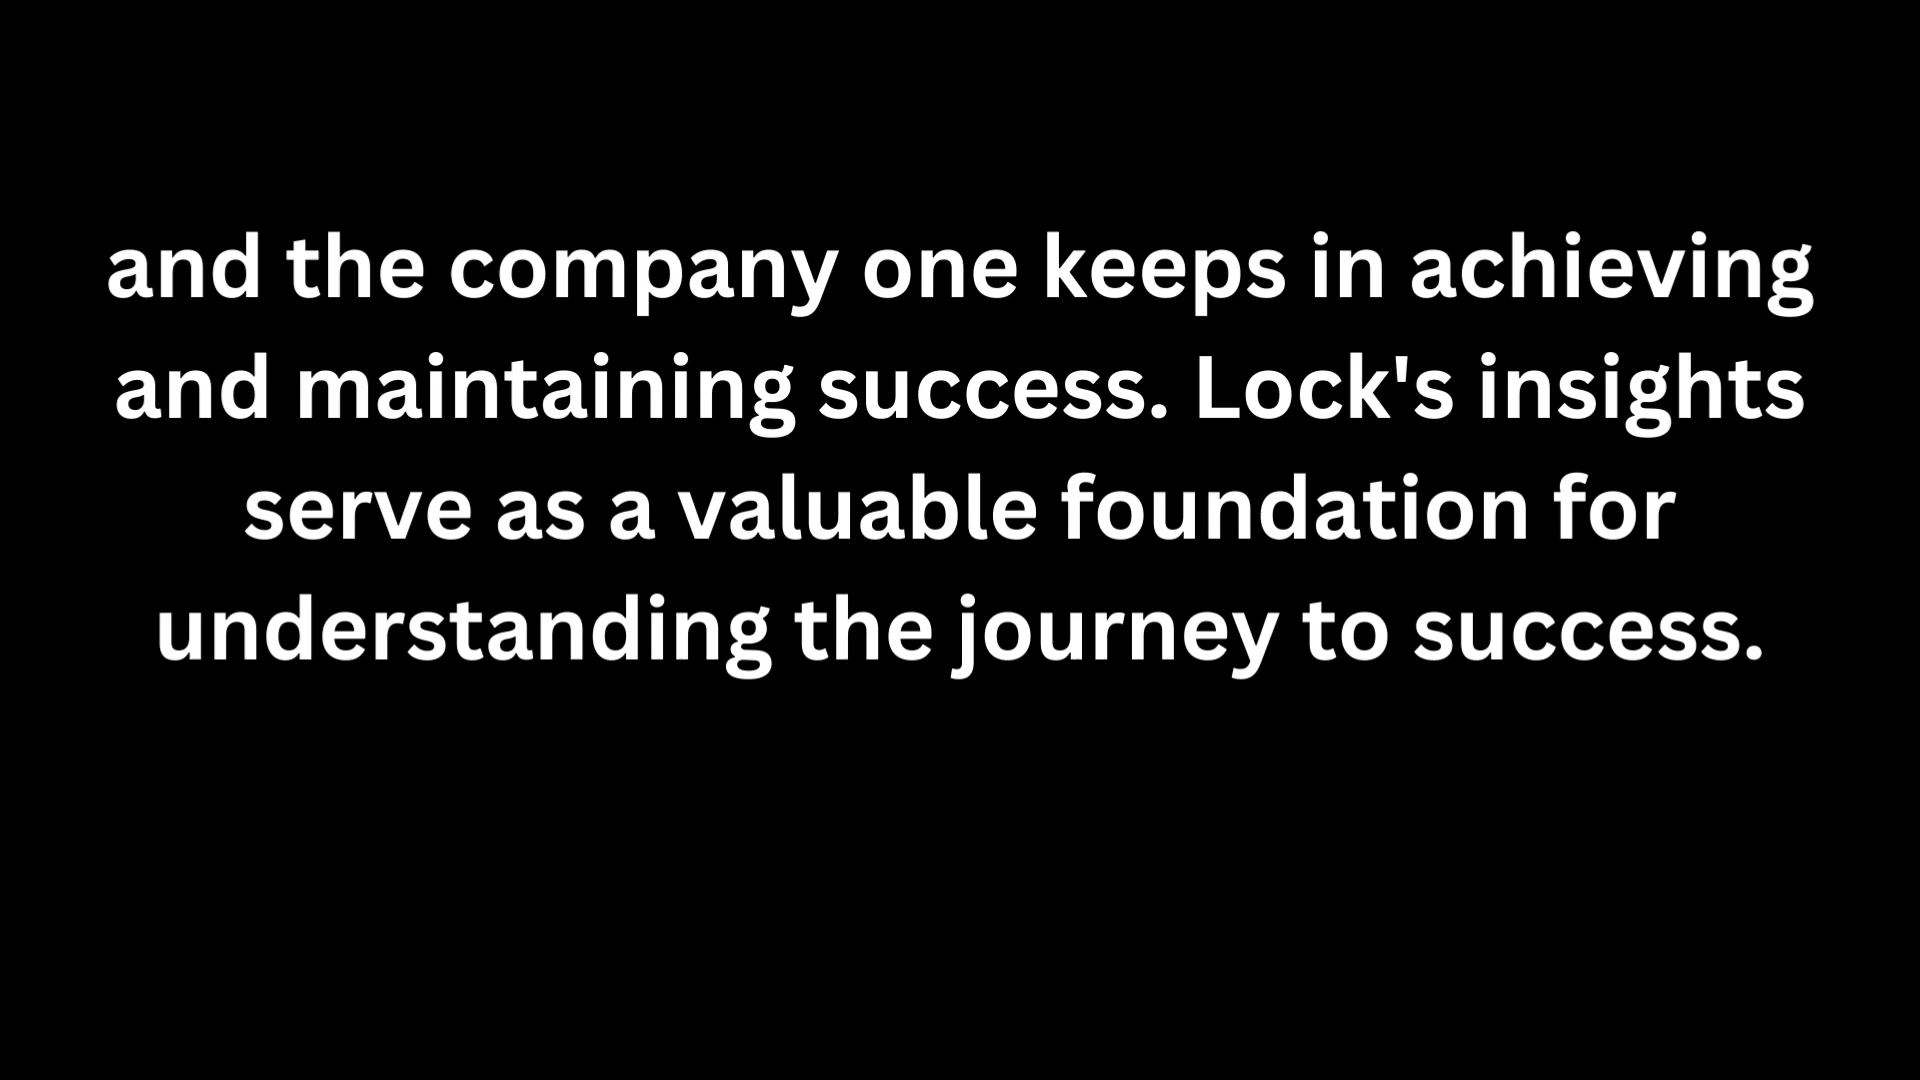 and the company one keeps in achieving
and maintaining success. Lock's insights
serve as a valuable foundation for
understanding the journey to success.